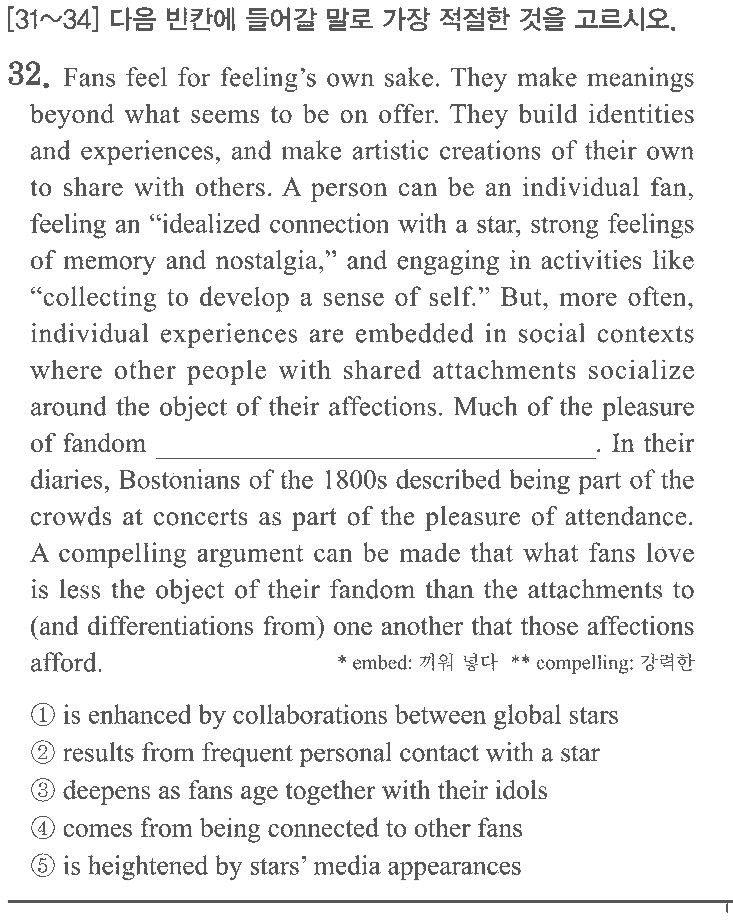 [31～34] 다음 빈칸에 들어갈 말로 가장 적절한 것을 고르시오.
32. Fans feel for feeling's own sake. They make meanings
beyond what seems to be on offer. They build identities
and experiences, and make artistic creations of their own
to share with others. A person can be an individual fan,
feeling an “idealized connection with a star, strong feelings
of memory and nostalgia,” and engaging in activities like
“collecting to develop a sense of self.” But, more often,
individual experiences are embedded in social contexts
where other people with shared attachments socialize
around the object of their affections. Much of the pleasure
of fandom ______________________________. In their
diaries, Bostonians of the 1800s described being part of the
crowds at concerts as part of the pleasure of attendance.
A compelling argument can be made that what fans love
is less the object of their fandom than the attachments to
(and differentiations from) one another that those affections
afford. * embed: 끼워 넣다 ** compelling: 강력한
① is enhanced by collaborations between global stars
② results from frequent personal contact with a star
③ deepens as fans age together with their idols
④ comes from being connected to other fans
⑤ is heightened by stars' media appearances